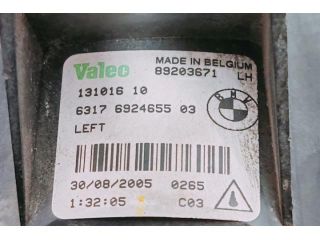 Valeo
MADE IN BELGIUM
89203671 LH
131016 10
6317 6924655 03
BMW
LEFT
30/08/2005 0265
1:32:05 C03